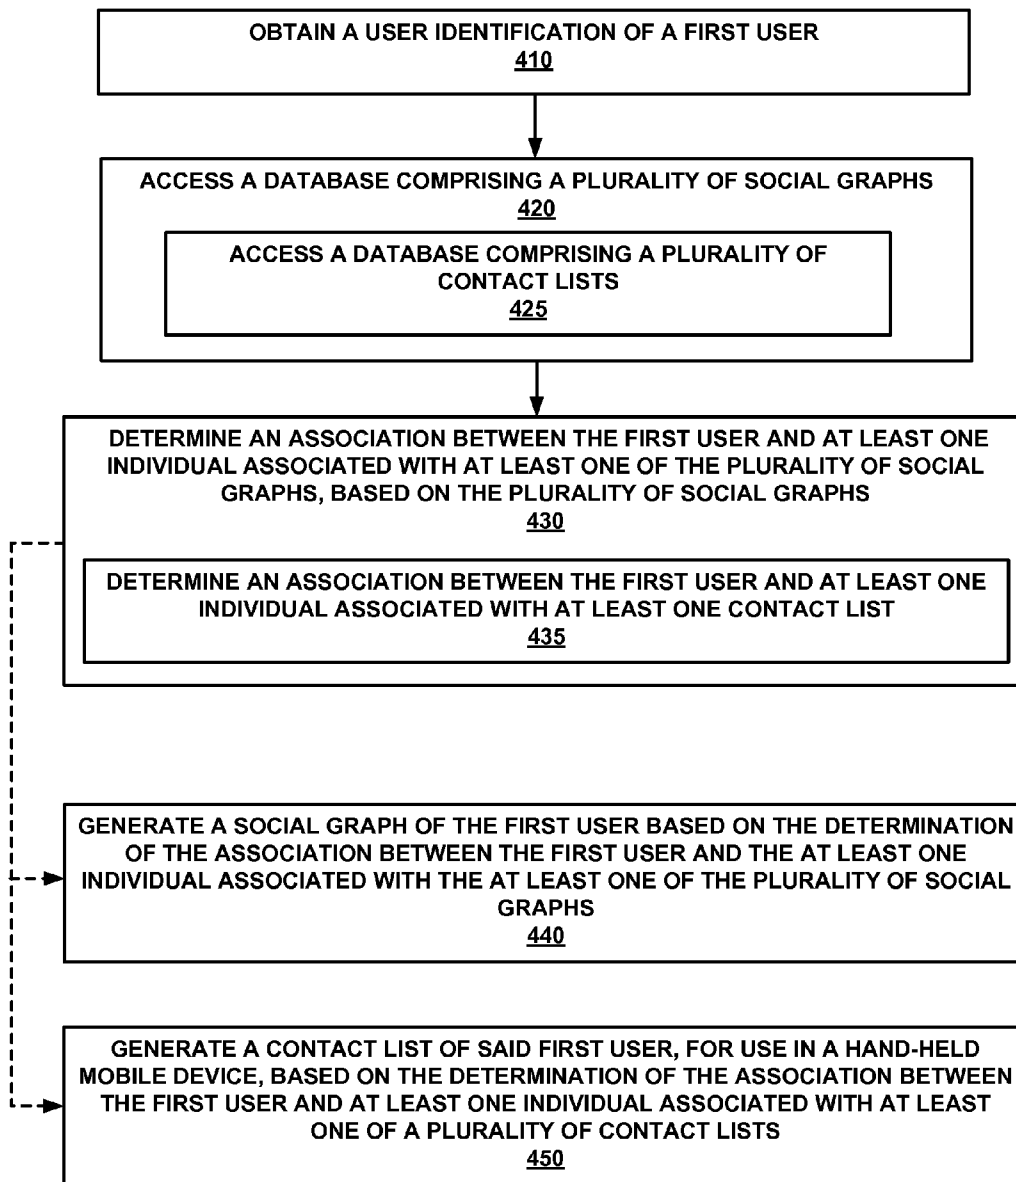 OBTAIN A USER IDENTIFICATION OF A FIRST USER
410
ACCESS A DATABASE COMPRISING A PLURALITY OF SOCIAL GRAPHS
420
ACCESS A DATABASE COMPRISING A PLURALITY OF
CONTACT LISTS
425
DETERMINE AN ASSOCIATION BETWEEN THE FIRST USER AND AT LEAST ONE
INDIVIDUAL ASSOCIATED WITH AT LEAST ONE OF THE PLURALITY OF SOCIAL
GRAPHS, BASED ON THE PLURALITY OF SOCIAL GRAPHS
430
DETERMINE AN ASSOCIATION BETWEEN THE FIRST USER AND AT LEAST ONE
INDIVIDUAL ASSOCIATED WITH AT LEAST ONE CONTACT LIST
435
GENERATE A SOCIAL GRAPH OF THE FIRST USER BASED ON THE DETERMINATION
OF THE ASSOCIATION BETWEEN THE FIRST USER AND THE AT LEAST ONE
INDIVIDUAL ASSOCIATED WITH THE AT LEAST ONE OF THE PLURALITY OF SOCIAL
GRAPHS
440
GENERATE A CONTACT LIST OF SAID FIRST USER, FOR USE IN A HAND-HELD
MOBILE DEVICE, BASED ON THE DETERMINATION OF THE ASSOCIATION BETWEEN
THE FIRST USER AND AT LEAST ONE INDIVIDUAL ASSOCIATED WITH AT LEAST
ONE OF A PLURALITY OF CONTACT LISTS
450